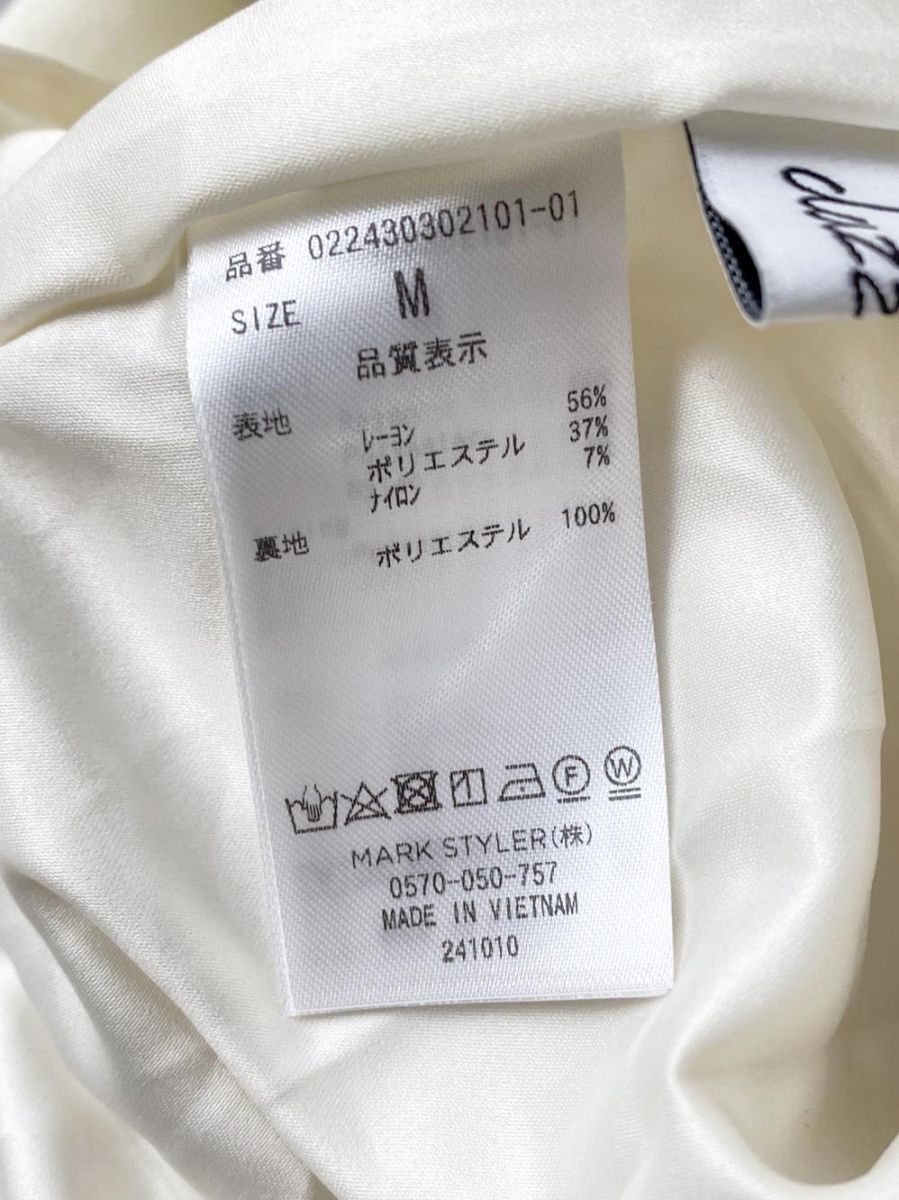 品番 022430302101-01
SIZE M
品質表示
表地 レーヨン 56%
ポリエステル 37%
ナイロン 7%
裏地 ポリエステル 100%
F W
MARK STYLER(株)
0570-050-757
MADE IN VIETNAM
241010